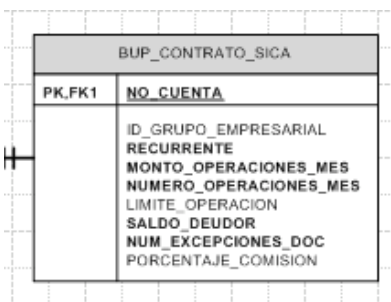 BUP_CONTRATO_SICA
PK,FK1 NO_CUENTA
ID_GRUPO_EMPRESARIAL
RECURRENTE
MONTO_OPERACIONES_MES
NUMERO_OPERACIONES_MES
LIMITE_OPERACION
SALDO_DEUDOR
NUM_EXCEPCIONES_DOC
PORCENTAJE_COMISION